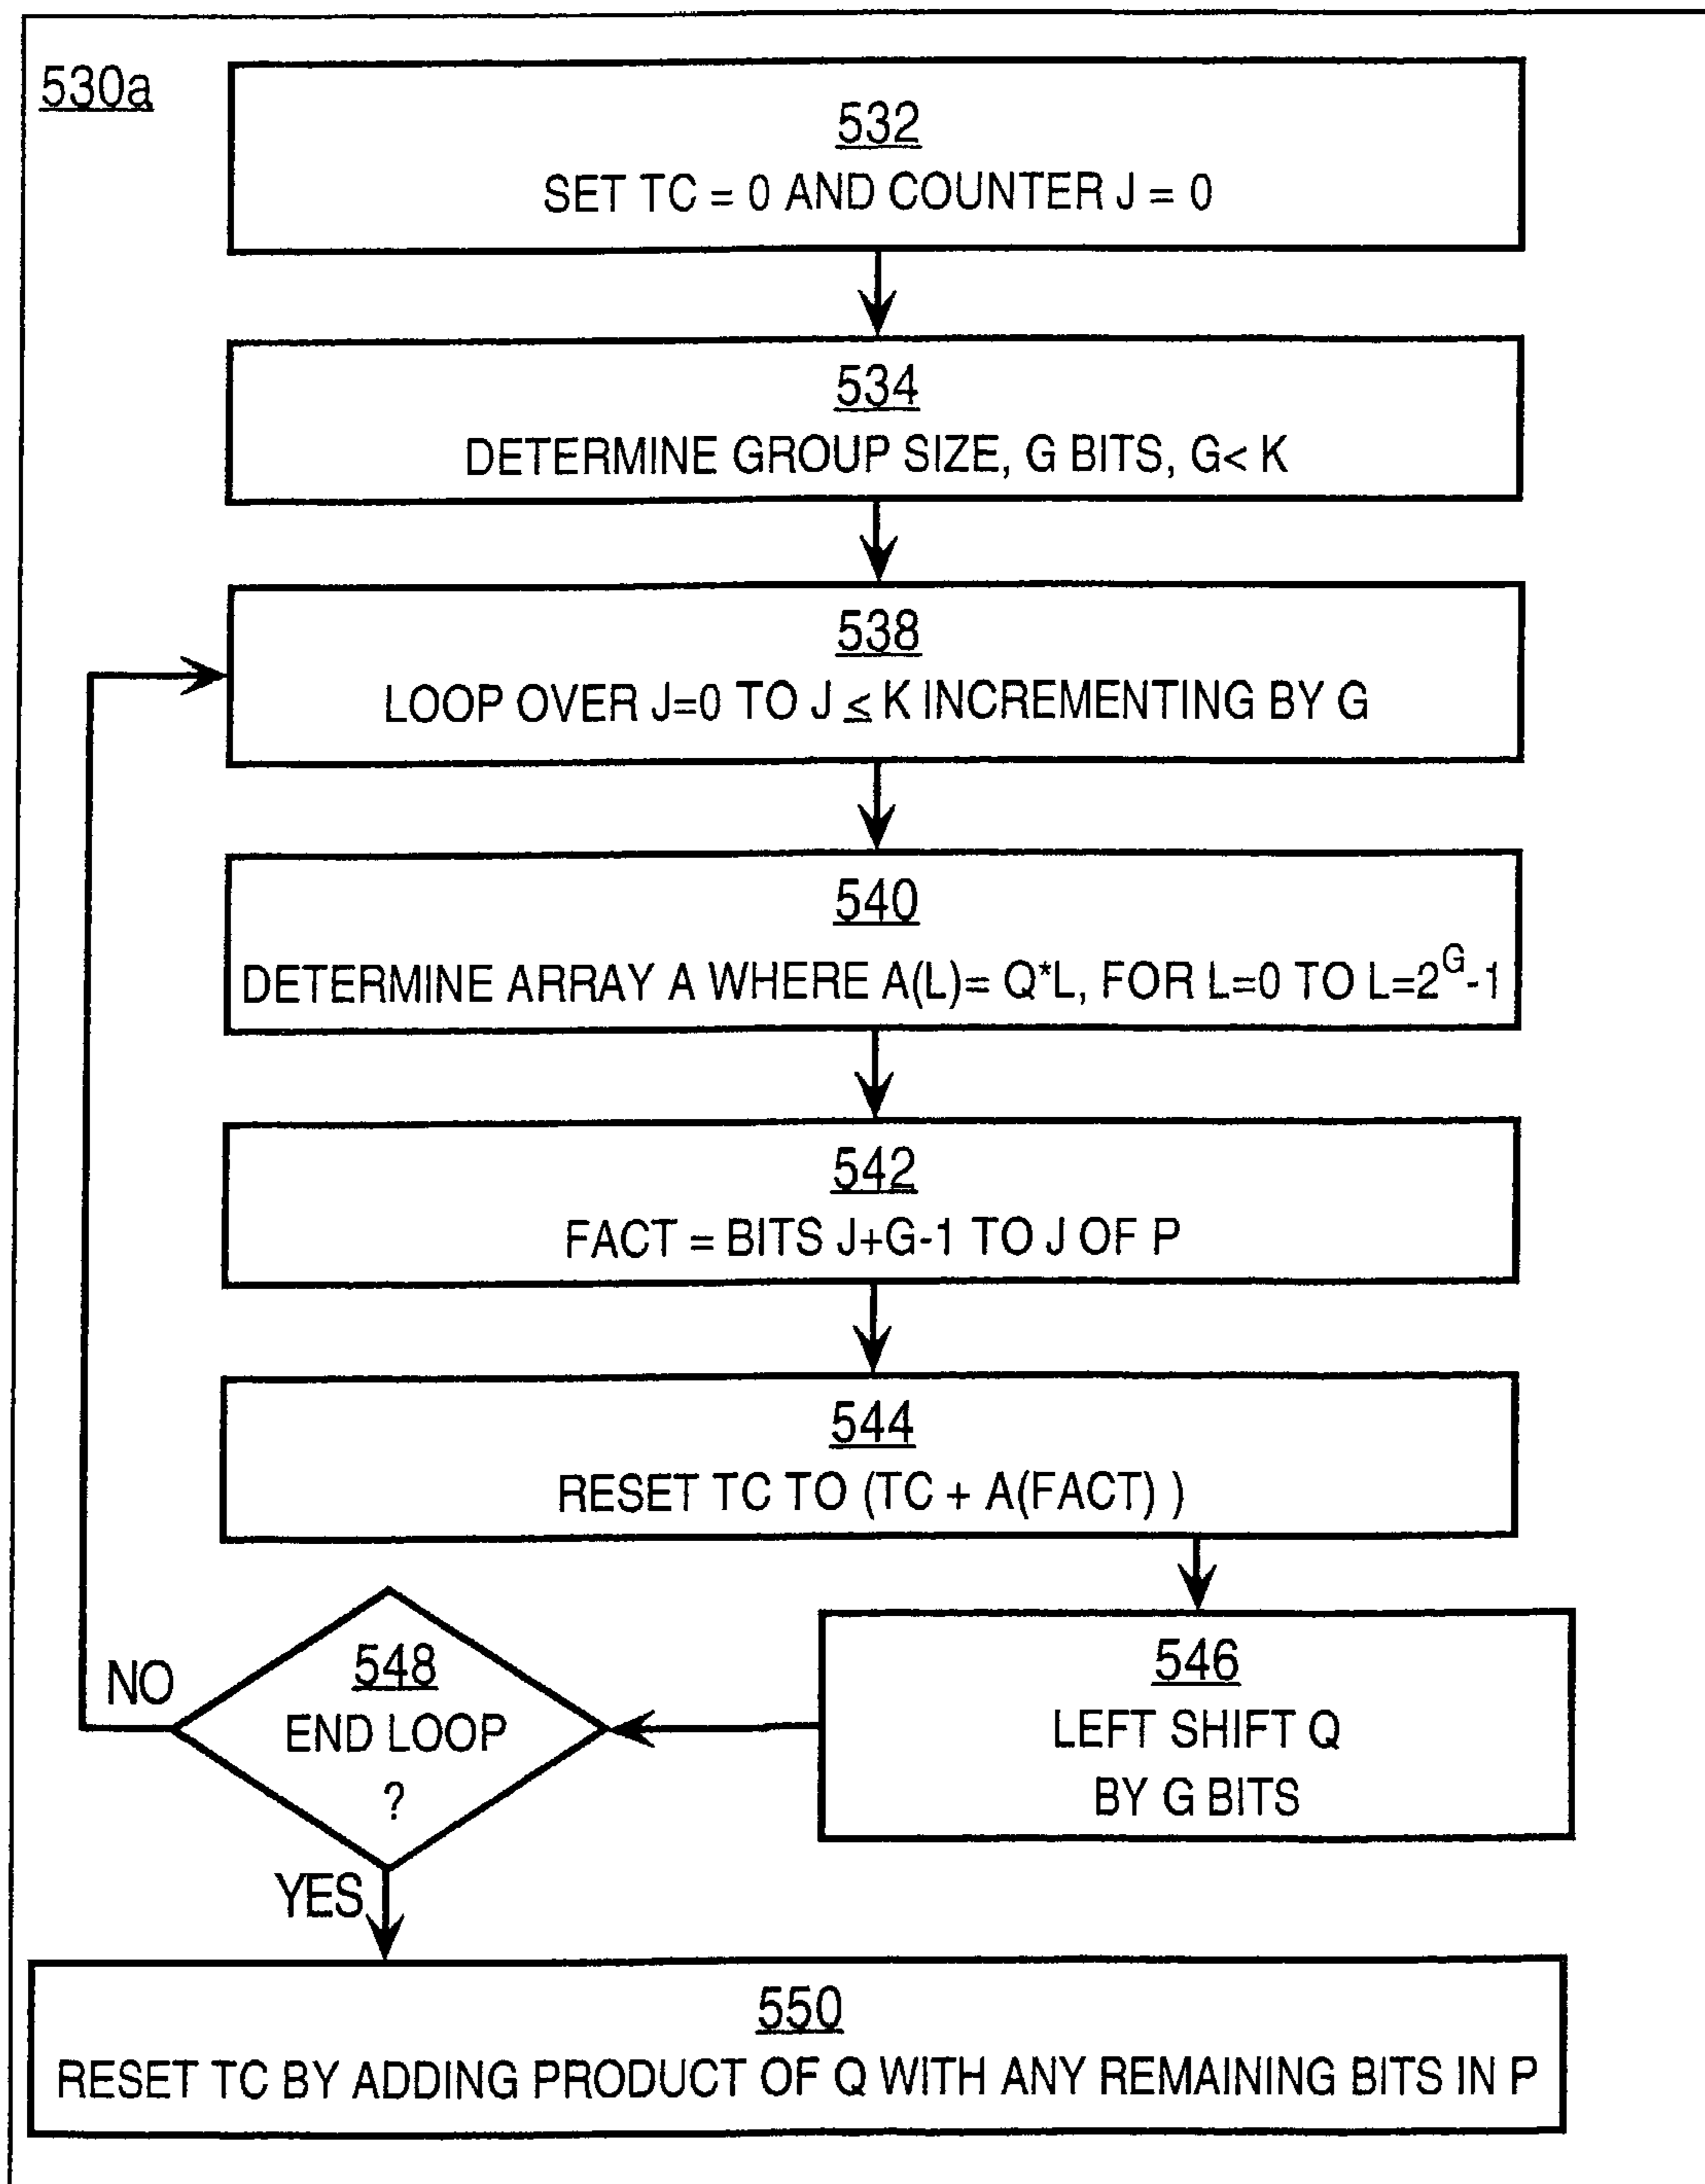 530a
532
SET TC = 0 AND COUNTER J = 0
534
DETERMINE GROUP SIZE, G BITS, G< K
538
LOOP OVER J=0 TO J ≤ K INCREMENTING BY G
540
DETERMINE ARRAY A WHERE A(L)= Q*L, FOR L=0 TO L=2^G-1
542
FACT = BITS J+G-1 TO J OF P
544
RESET TC TO (TC + A(FACT) )
546
LEFT SHIFT Q
BY G BITS
548
END LOOP
?
NO
YES
550
RESET TC BY ADDING PRODUCT OF Q WITH ANY REMAINING BITS IN P